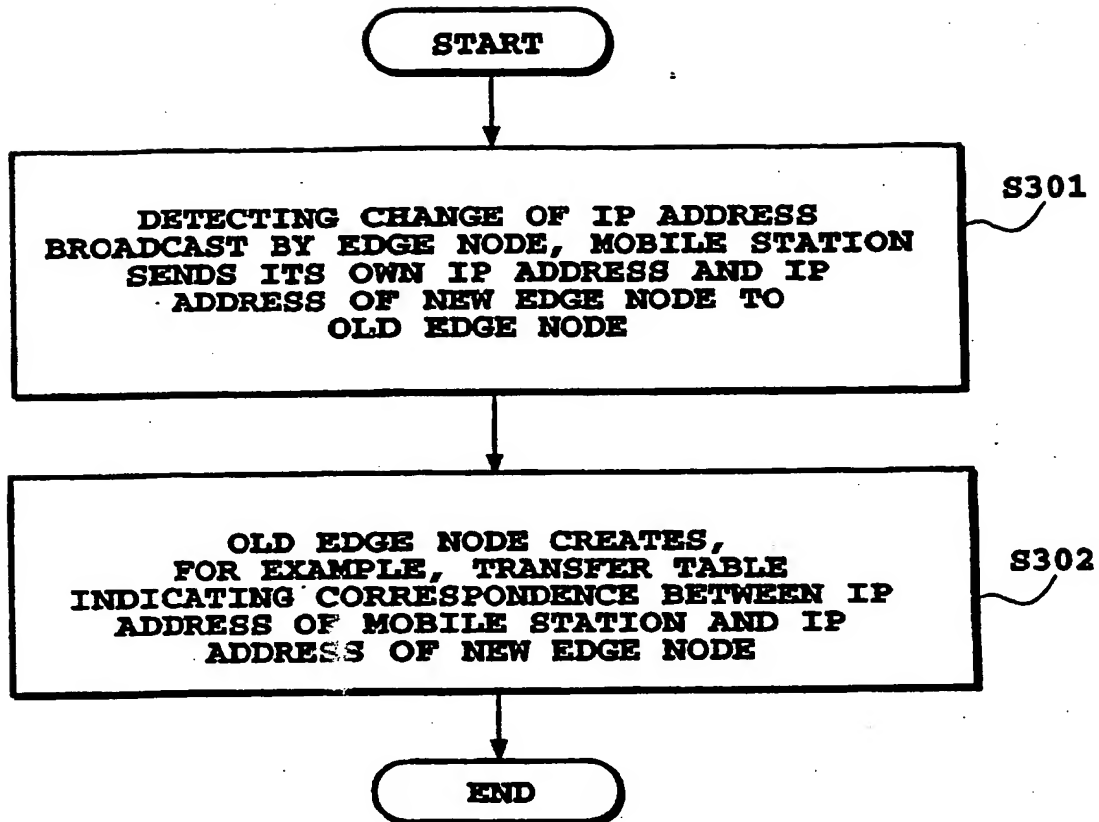 START
DETECTING CHANGE OF IP ADDRESS
BROADCAST BY EDGE NODE, MOBILE STATION
SENDS ITS OWN IP ADDRESS AND IP
ADDRESS OF NEW EDGE NODE TO
OLD EDGE NODE
S301
OLD EDGE NODE CREATES,
FOR EXAMPLE, TRANSFER TABLE
INDICATING CORRESPONDENCE BETWEEN IP
ADDRESS OF MOBILE STATION AND IP
ADDRESS OF NEW EDGE NODE
S302
END